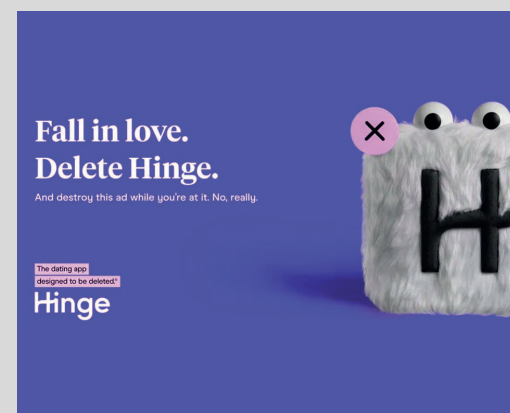 Fall in love.
Delete Hinge.
And destroy this ad while you're at it. No, really.
The dating app
designed to be deleted.®
Hinge
H